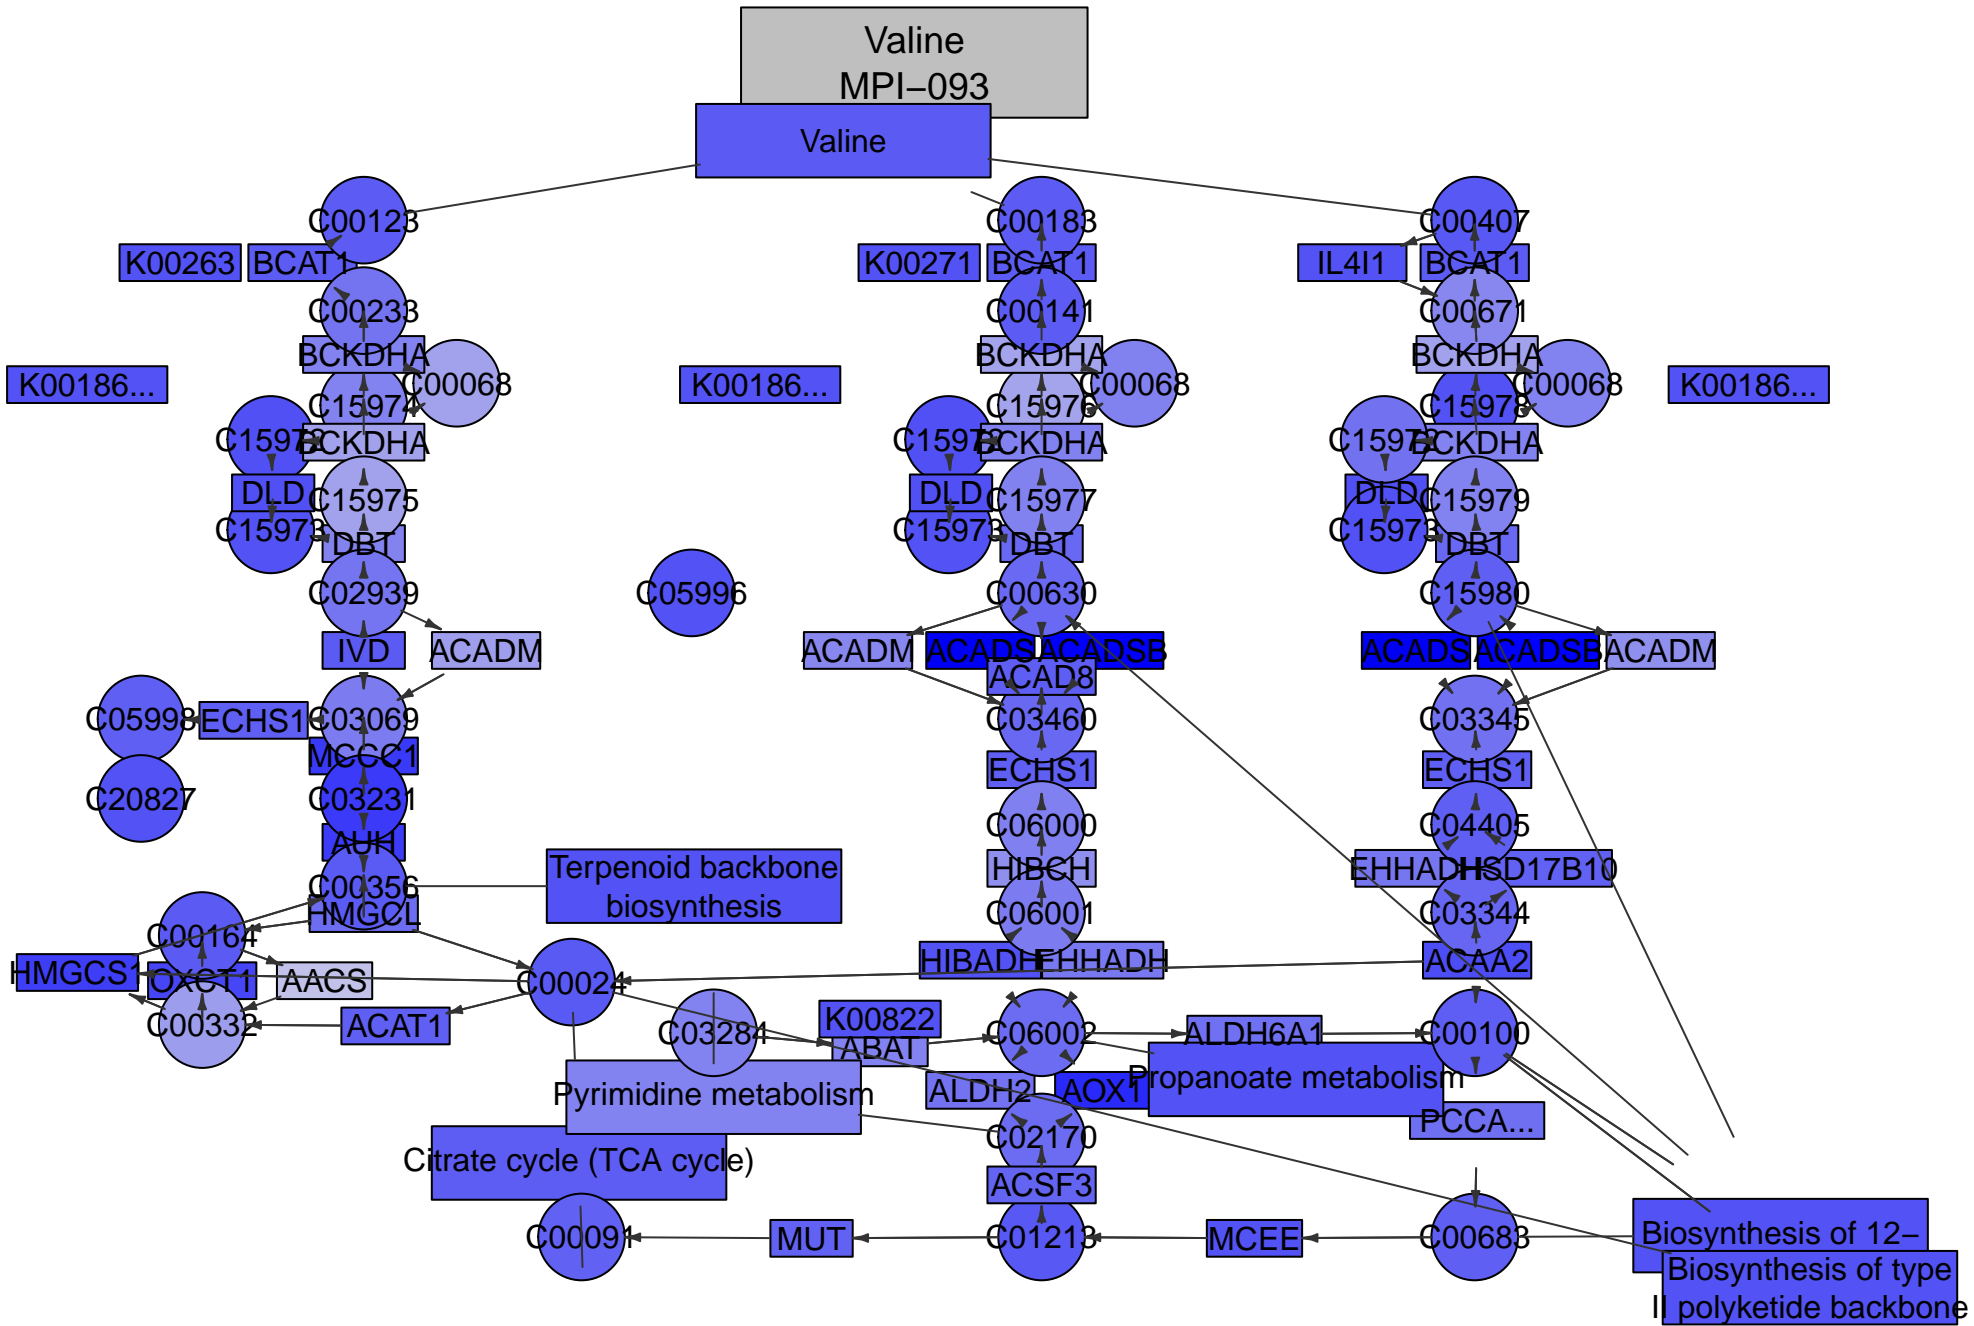 Valine
MPI–093
Valine
C00123
C00183
C00407
K00263
BCAT1
K00271
BCAT1
IL4I1
BCAT1
C00233
C00141
C00671
BCKDHA
BCKDHA
BCKDHA
K00186...
C00068
K00186...
C00068
C00068
K00186...
C15974
C15976
C15978
C15972
BCKDHA
C15972
BCKDHA
C15972
BCKDHA
DLD
C15975
DLD
C15977
DLD
C15979
C15973
DBT
C15973
DBT
C15973
DBT
C02939
C05996
C00630
C15980
IVD
ACADM
ACADM
ACADS
ACADSB
ACADS
ACADSB
ACADM
ACAD8
C05998
ECHS1
C03069
C03460
C03345
MCCC1
ECHS1
ECHS1
C20827
C03231
C06000
C04405
AUH
HIBCH
EHHADH
HSD17B10
Terpenoid backbone
biosynthesis
C00356
HMGCL
C06001
C03344
C00164
HIBADH
EHHADH
ACAA2
HMGCS1
OXCT1
AACS
C00024
C00332
ACAT1
C03284
K00822
ABAT
C06002
ALDH6A1
C00100
Pyrimidine metabolism
ALDH2
AOX1
Propanoate metabolism
PCCA...
C02170
Citrate cycle (TCA cycle)
ACSF3
C00091
MUT
C01213
MCEE
C00683
Biosynthesis of 12–
Biosynthesis of type
II polyketide backbone